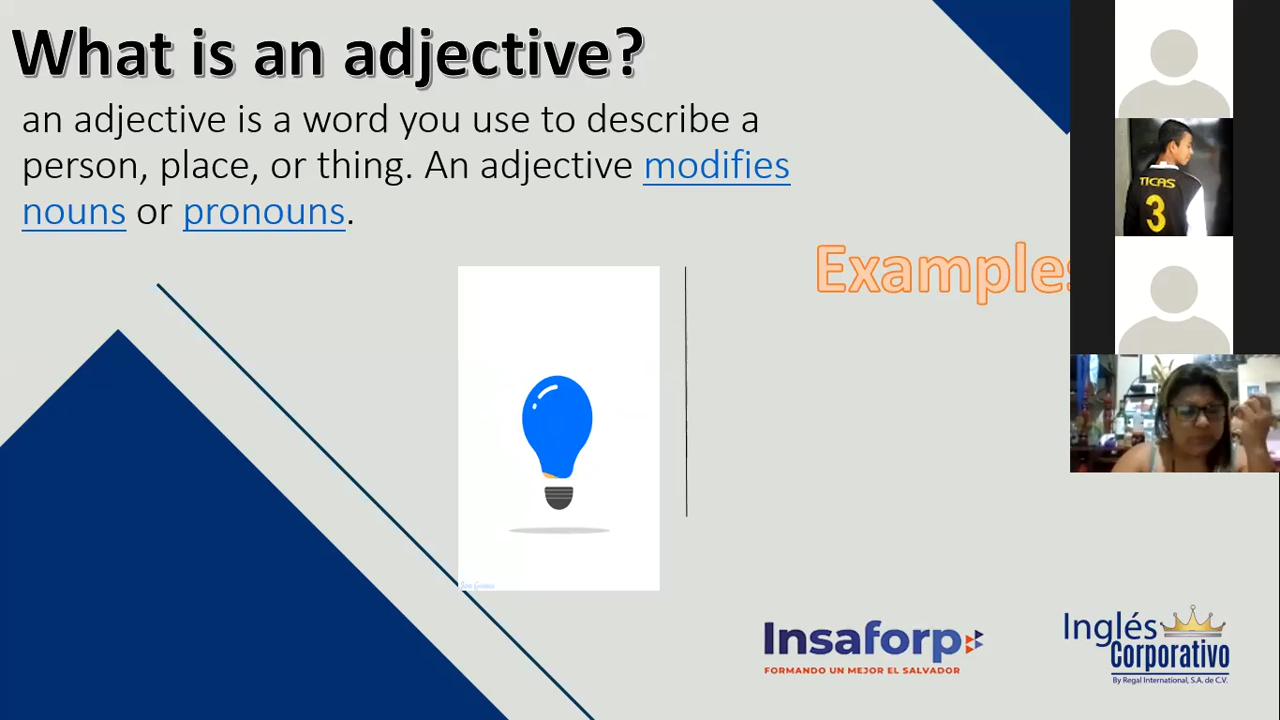 What is an adjective?
an adjective is a word you use to describe a
person, place, or thing. An adjective modifies
nouns or pronouns.
Examples
TICAS
3
Insaforp
FORMANDO UN MEJOR EL SALVADOR
Inglés
Corporativo
By Regal International, S.A. de C.V.